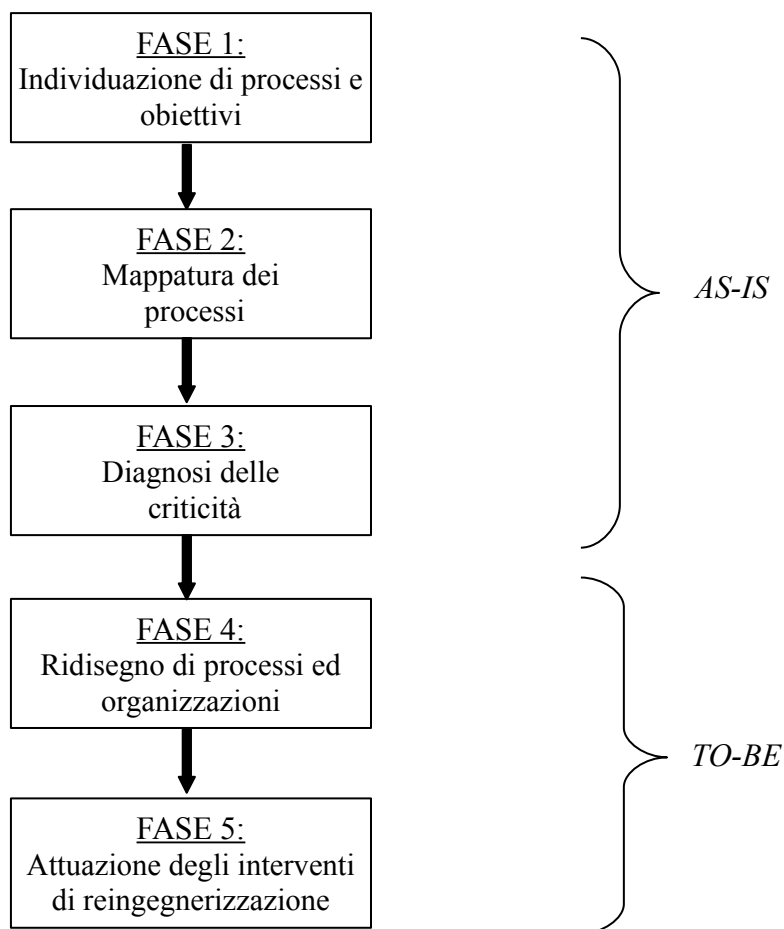 FASE 1:
Individuazione di processi e
obiettivi
FASE 2:
Mappatura dei
processi
AS-IS
FASE 3:
Diagnosi delle
criticità
FASE 4:
Ridisegno di processi ed
organizzazioni
TO-BE
FASE 5:
Attuazione degli interventi
di reingegnerizzazione